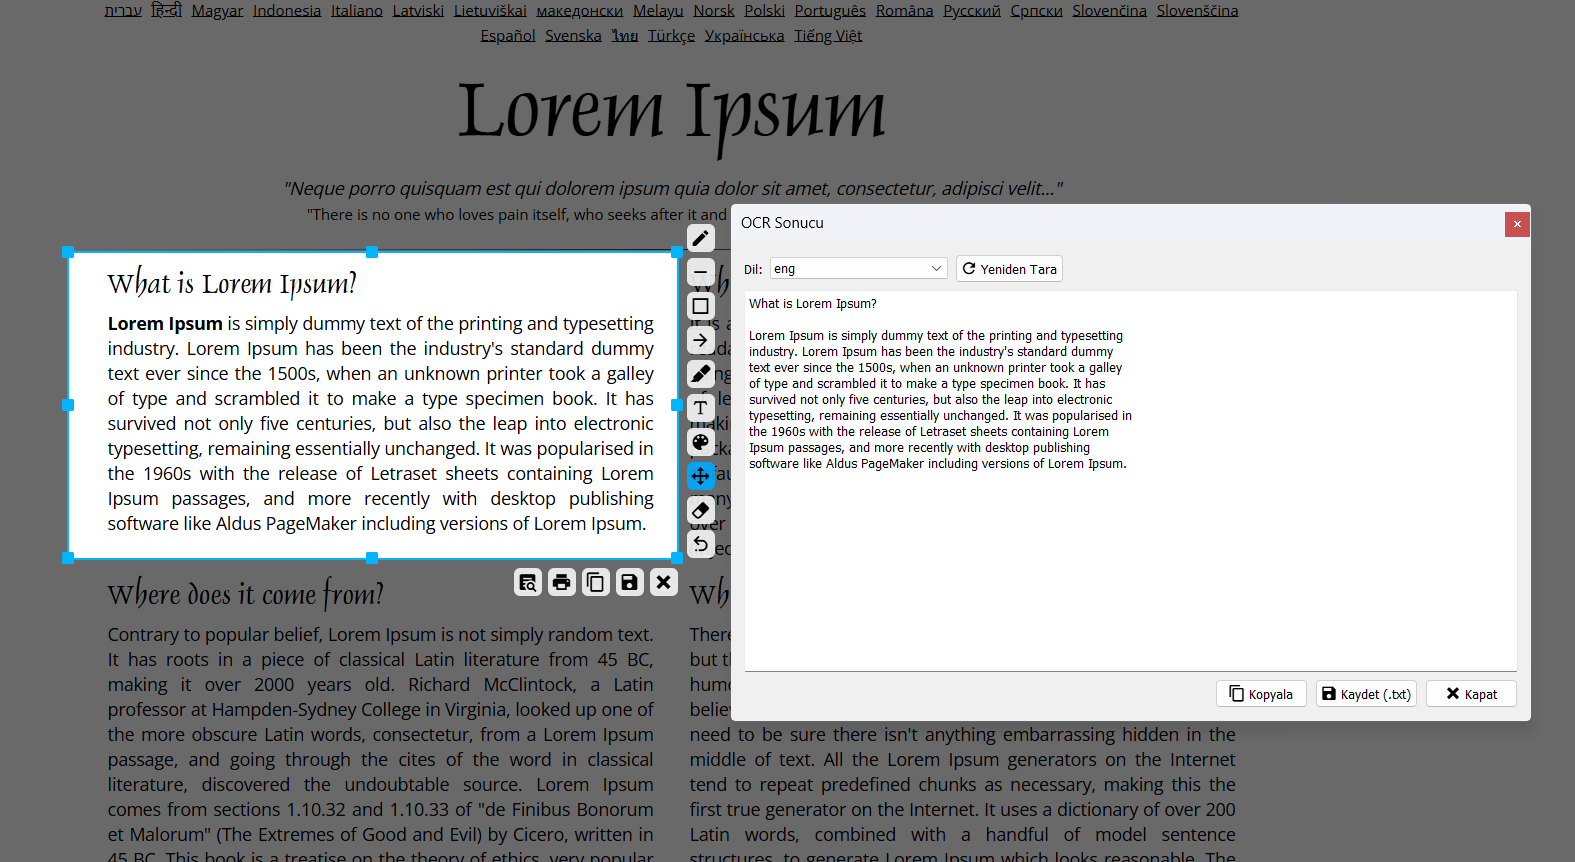 עברית हिन्दी Magyar Indonesia Italiano Latviski Lietuviškai македонски Melayu Norsk Polski Português Româna Pyccкий Српски Slovenčina Slovenščina
Español Svenska ไทย Türkçe Українська Tiếng Việt
Lorem Ipsum
"Neque porro quisquam est qui dolorem ipsum quia dolor sit amet, consectetur, adipisci velit..."
"There is no one who loves pain itself, who seeks after it and
What is Lorem Ipsum?
Lorem Ipsum is simply dummy text of the printing and typesetting
industry. Lorem Ipsum has been the industry's standard dummy
text ever since the 1500s, when an unknown printer took a galley
of type and scrambled it to make a type specimen book. It has
survived not only five centuries, but also the leap into electronic
typesetting, remaining essentially unchanged. It was popularised in
the 1960s with the release of Letraset sheets containing Lorem
Ipsum passages, and more recently with desktop publishing
software like Aldus PageMaker including versions of Lorem Ipsum.
T
OCR Sonucu
Dil: eng Yeniden Tara
What is Lorem Ipsum?
Lorem Ipsum is simply dummy text of the printing and typesetting
industry. Lorem Ipsum has been the industry's standard dummy
text ever since the 1500s, when an unknown printer took a galley
of type and scrambled it to make a type specimen book. It has
survived not only five centuries, but also the leap into electronic
typesetting, remaining essentially unchanged. It was popularised in
the 1960s with the release of Letraset sheets containing Lorem
Ipsum passages, and more recently with desktop publishing
software like Aldus PageMaker including versions of Lorem Ipsum.
Kopyala Kaydet (.txt) Kapat
Where does it come from?
Contrary to popular belief, Lorem Ipsum is not simply random text.
It has roots in a piece of classical Latin literature from 45 BC,
making it over 2000 years old. Richard McClintock, a Latin
professor at Hampden-Sydney College in Virginia, looked up one of
the more obscure Latin words, consectetur, from a Lorem Ipsum
passage, and going through the cites of the word in classical
literature, discovered the undoubtable source. Lorem Ipsum
comes from sections 1.10.32 and 1.10.33 of "de Finibus Bonorum
et Malorum" (The Extremes of Good and Evil) by Cicero, written in
45 BC. This book is a treatise on the theory of ethics, very popular
There
but
need to be sure there isn't anything embarrassing hidden in the
middle of text. All the Lorem Ipsum generators on the Internet
tend to repeat predefined chunks as necessary, making this the
first true generator on the Internet. It uses a dictionary of over 200
Latin words, combined with a handful of model sentence
structures, to generate Lorem Ipsum which looks reasonable. The